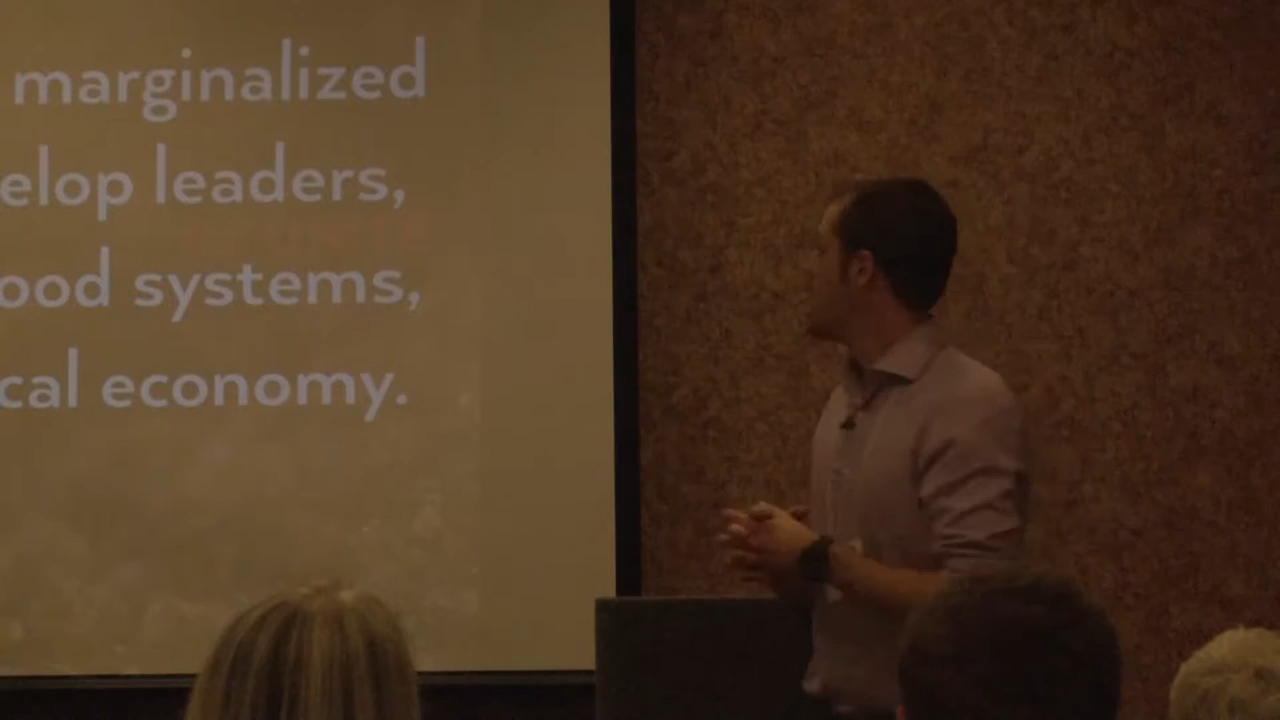 marginalized
elop leaders,
ood systems,
cal economy.